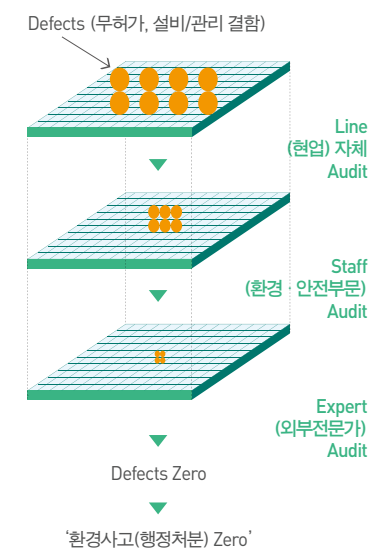 Defects (무허가, 설비/관리 결함)
Line
(현업) 자체
Audit
Staff
(환경·안전부문)
Audit
Expert
(외부전문가)
Audit
Defects Zero
‘환경사고(행정처분) Zero’